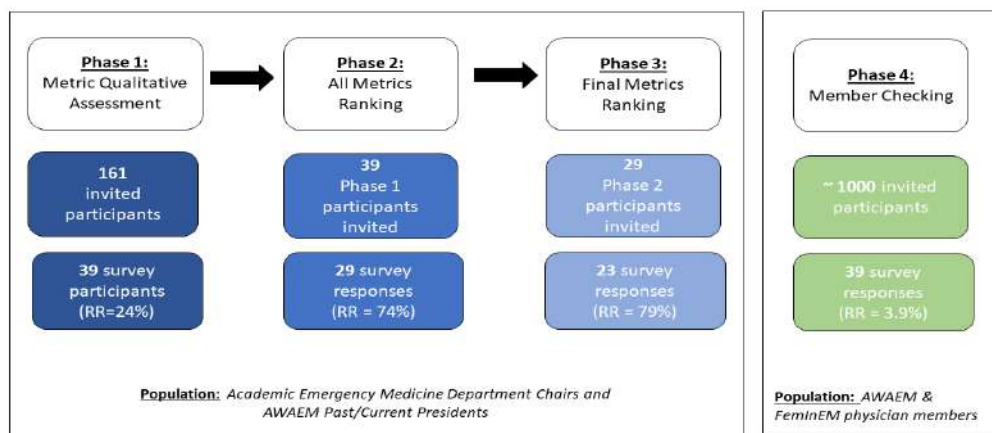 Phase 1:
Metric Qualitative
Assessment
Phase 2:
All Metrics
Ranking
Phase 3:
Final Metrics
Ranking
Phase 4:
Member Checking
161
invited
participants
39
Phase 1
participants
invited
29
Phase 2
participants
invited
~ 1000 invited
participants
39 survey
participants
(RR=24%)
29 survey
responses
(RR = 74%)
23 survey
responses
(RR = 79%)
39 survey
responses
(RR = 3.9%)
Population: Academic Emergency Medicine Department Chairs and
AWAEM Past/Current Presidents
Population: AWAEM &
FemInEM physician members